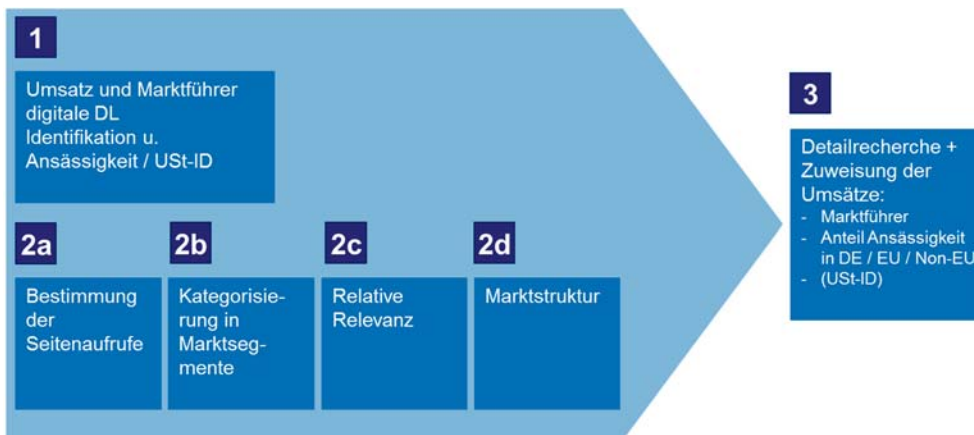 1
Umsatz und Marktführer
digitale DL
Identifikation u.
Ansässigkeit / USt-ID
2a
Bestimmung
der
Seitenaufrufe
2b
Kategorisie-
rung in
Marktseg-
mente
2c
Relative
Relevanz
2d
Marktstruktur
3
Detailrecherche +
Zuweisung der
Umsätze:
- Marktführer
- Anteil Ansässigkeit
in DE / EU / Non-EU
- (USt-ID)